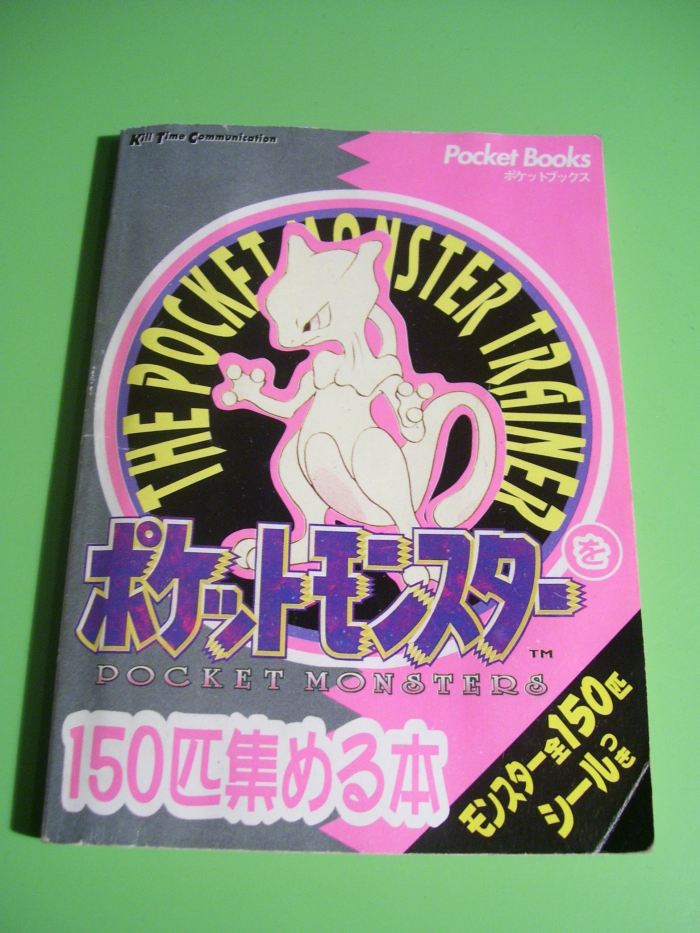 Kill Time Communication
Pocket Books
ポケットブックス
THE POCKET MONSTER TRAINER
ポケットモンスターを
TM
POCKET MONSTERS
150匹集める本
モンスター全150匹
シールつき